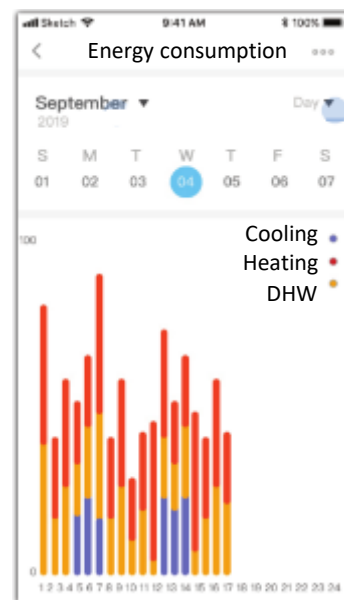 Sketch 9:41 AM 100%
Energy consumption
September Day
2019
S M T W T F S
01 02 03 04 05 06 07
100
Cooling
Heating
DHW
0
1 2 3 4 5 6 7 8 9 10 11 12 13 14 15 16 17 18 19 20 21 22 23 24